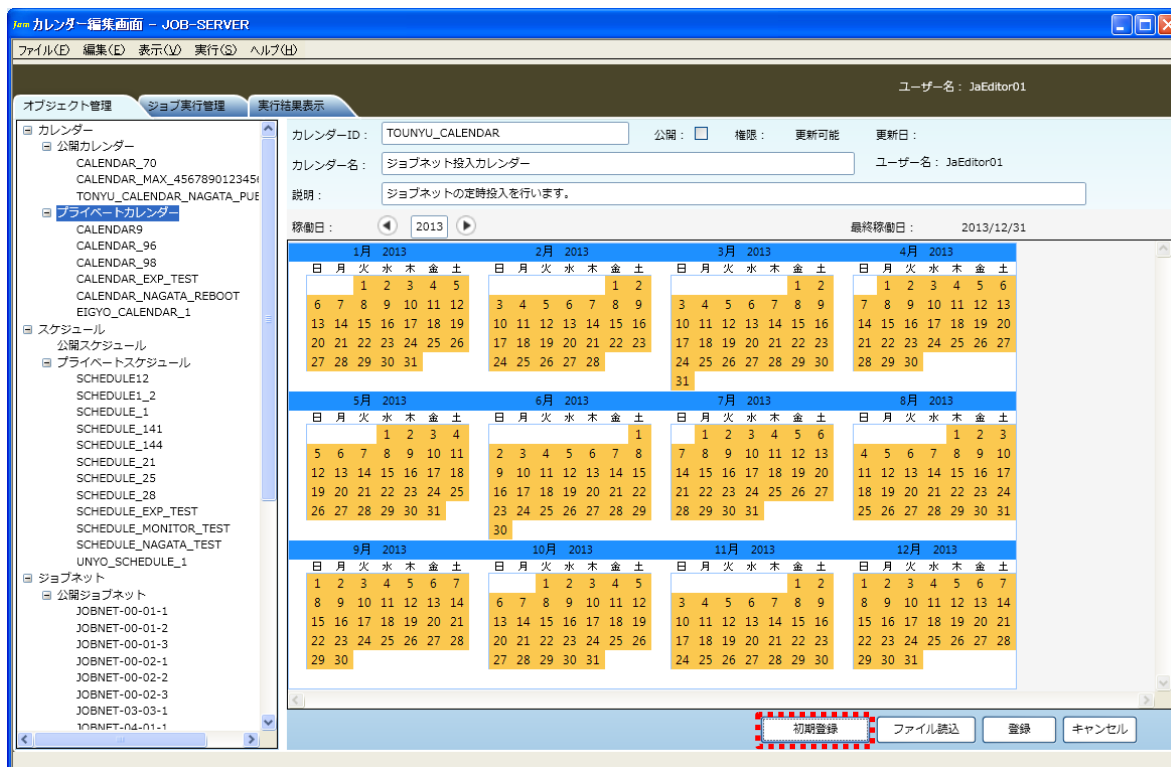 Jam カレンダー編集画面 - JOB-SERVER
ファイル(F) 編集(E) 表示(V) 実行(S) ヘルプ(H)
ユーザー名： JaEditor01
オブジェクト管理 ジョブ実行管理 実行結果表示
カレンダー
公開カレンダー
CALENDAR_70
CALENDAR_MAX_4567890123456
TONYU_CALENDAR_NAGATA_PUE
プライベートカレンダー
CALENDAR9
CALENDAR_96
CALENDAR_98
CALENDAR_EXP_TEST
CALENDAR_NAGATA_REBOOT
EIGYO_CALENDAR_1
スケジュール
公開スケジュール
プライベートスケジュール
SCHEDULE12
SCHEDULE1_2
SCHEDULE_1
SCHEDULE_141
SCHEDULE_144
SCHEDULE_21
SCHEDULE_25
SCHEDULE_28
SCHEDULE_EXP_TEST
SCHEDULE_MONITOR_TEST
SCHEDULE_NAGATA_TEST
UNYO_SCHEDULE_1
ジョブネット
公開ジョブネット
JOBNET-00-01-1
JOBNET-00-01-2
JOBNET-00-01-3
JOBNET-00-02-1
JOBNET-00-02-2
JOBNET-00-02-3
JOBNET-03-03-1
JOBNET-04-01-1
カレンダーID： TOUNYU_CALENDAR 公開： 権限： 更新可能 更新日：
カレンダー名： ジョブネット投入カレンダー ユーザー名： JaEditor01
説明： ジョブネットの定時投入を行います。
稼働日： 2013 最終稼働日： 2013/12/31
1月 2013 2月 2013 3月 2013 4月 2013
日 月 火 水 木 金 土 日 月 火 水 木 金 土 日 月 火 水 木 金 土 日 月 火 水 木 金 土
1 2 3 4 5 1 2 1 2 1 2 3 4 5 6
6 7 8 9 10 11 12 3 4 5 6 7 8 9 3 4 5 6 7 8 9 7 8 9 10 11 12 13
13 14 15 16 17 18 19 10 11 12 13 14 15 16 10 11 12 13 14 15 16 14 15 16 17 18 19 20
20 21 22 23 24 25 26 17 18 19 20 21 22 23 17 18 19 20 21 22 23 21 22 23 24 25 26 27
27 28 29 30 31 24 25 26 27 28 24 25 26 27 28 29 30 28 29 30
31
5月 2013 6月 2013 7月 2013 8月 2013
日 月 火 水 木 金 土 日 月 火 水 木 金 土 日 月 火 水 木 金 土 日 月 火 水 木 金 土
1 2 3 4 1 1 2 3 4 5 6 1 2 3
5 6 7 8 9 10 11 2 3 4 5 6 7 8 7 8 9 10 11 12 13 4 5 6 7 8 9 10
12 13 14 15 16 17 18 9 10 11 12 13 14 15 14 15 16 17 18 19 20 11 12 13 14 15 16 17
19 20 21 22 23 24 25 16 17 18 19 20 21 22 21 22 23 24 25 26 27 18 19 20 21 22 23 24
26 27 28 29 30 31 23 24 25 26 27 28 29 28 29 30 31 25 26 27 28 29 30 31
30
9月 2013 10月 2013 11月 2013 12月 2013
日 月 火 水 木 金 土 日 月 火 水 木 金 土 日 月 火 水 木 金 土 日 月 火 水 木 金 土
1 2 3 4 5 6 7 1 2 3 4 5 1 2 1 2 3 4 5 6 7
8 9 10 11 12 13 14 6 7 8 9 10 11 12 3 4 5 6 7 8 9 8 9 10 11 12 13 14
15 16 17 18 19 20 21 13 14 15 16 17 18 19 10 11 12 13 14 15 16 15 16 17 18 19 20 21
22 23 24 25 26 27 28 20 21 22 23 24 25 26 17 18 19 20 21 22 23 22 23 24 25 26 27 28
29 30 27 28 29 30 31 24 25 26 27 28 29 30 29 30 31
初期登録 ファイル読込 登録 キャンセル